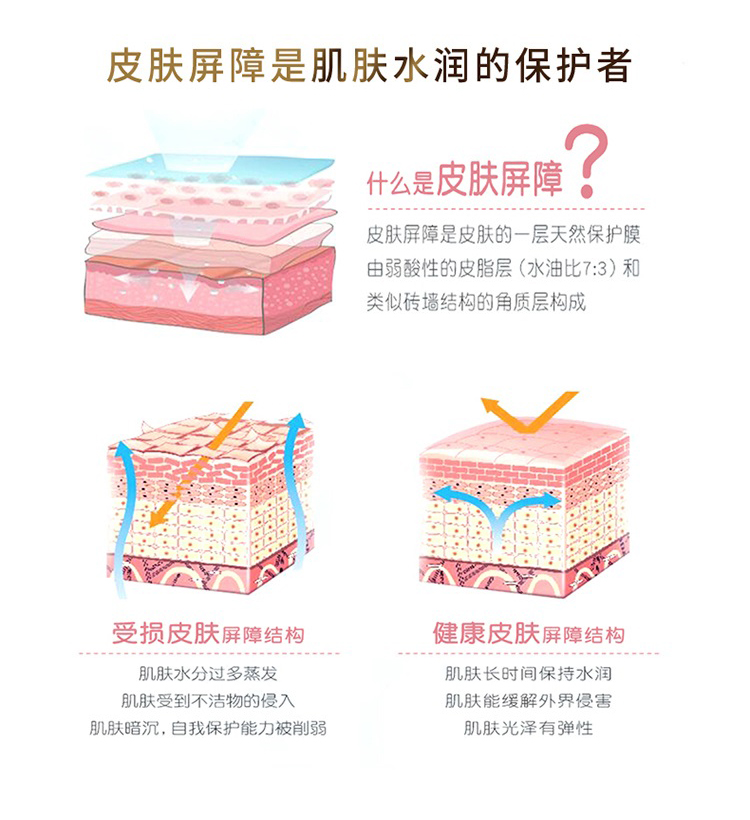 皮肤屏障是肌肤水润的保护者
什么是皮肤屏障?
皮肤屏障是皮肤的一层天然保护膜
由弱酸性的皮脂层（水油比7:3）和
类似砖墙结构的角质层构成
受损皮肤屏障结构
肌肤水分过多蒸发
肌肤受到不洁物的侵入
肌肤暗沉,自我保护能力被削弱
健康皮肤屏障结构
肌肤长时间保持水润
肌肤能缓解外界侵害
肌肤光泽有弹性